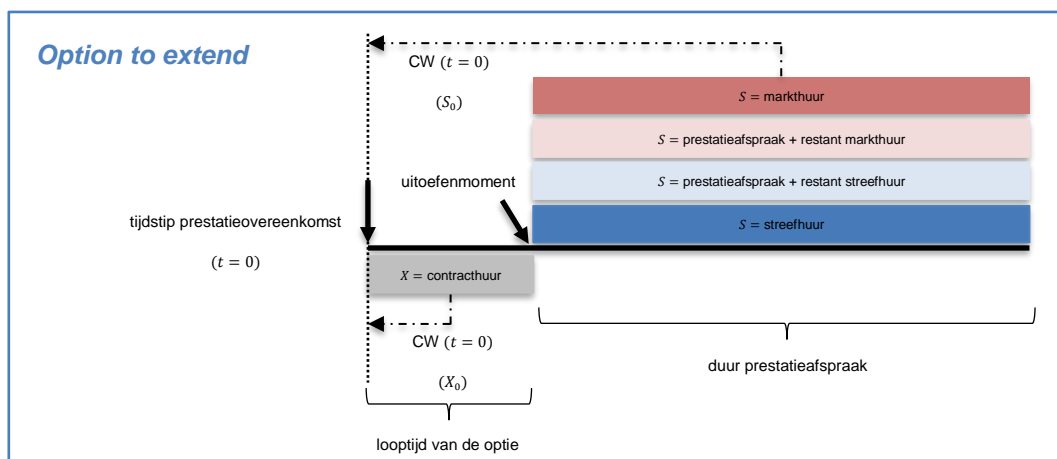 Option to extend
CW (t = 0)
(S₀)
S = markthuur
S = prestatieafspraak + restant markthuur
uitoefenmoment
S = prestatieafspraak + restant streefhuur
tijdstip prestatieovereenkomst
S = streefhuur
(t = 0)
X = contracthuur
CW (t = 0)
duur prestatieafspraak
(X₀)
looptijd van de optie